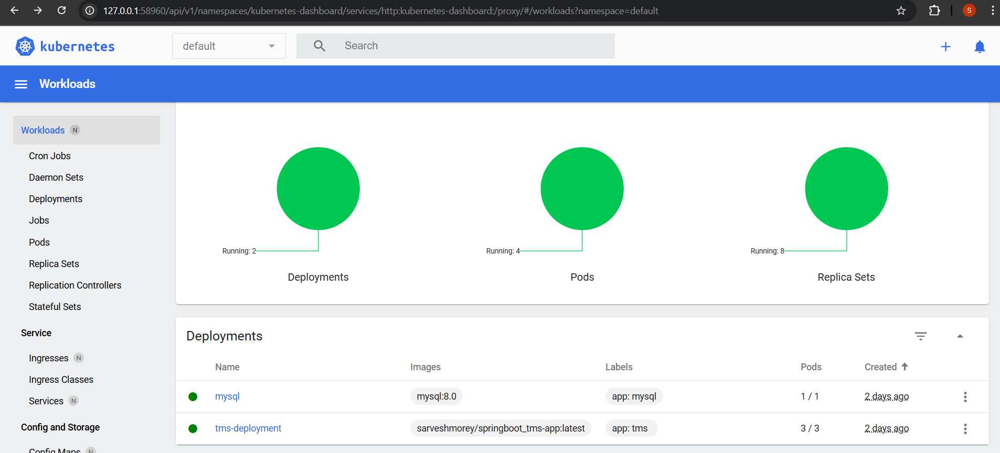 127.0.0.1:58960/api/v1/namespaces/kubernetes-dashboard/services/http:kubernetes-dashboard:/proxy/#/workloads?namespace=default
S
kubernetes
default
Search
Workloads
Workloads N
Cron Jobs
Daemon Sets
Deployments
Jobs
Pods
Replica Sets
Replication Controllers
Stateful Sets
Service
Ingresses N
Ingress Classes
Services N
Config and Storage
Config Maps N
Running: 2
Deployments
Running: 4
Pods
Running: 8
Replica Sets
Deployments
Name Images Labels Pods Created
mysql mysql:8.0 app: mysql 1 / 1 2 days ago
tms-deployment sarveshmorey/springboot_tms-app:latest app: tms 3 / 3 2 days ago